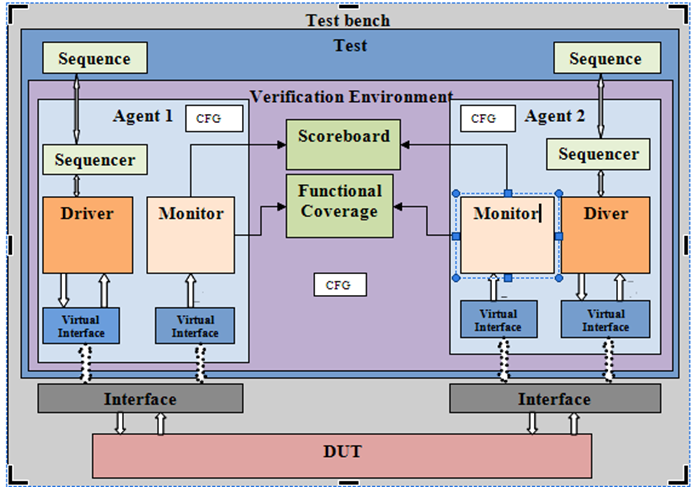 Test bench
Test
Sequence
Sequence
Verification Environment
Agent 1
CFG
CFG
Agent 2
Scoreboard
Sequencer
Sequencer
Functional
Coverage
Driver
Monitor
Monitor
Diver
CFG
Virtual
Interface
Virtual
Interface
Virtual
Interface
Virtual
Interface
Interface
Interface
DUT